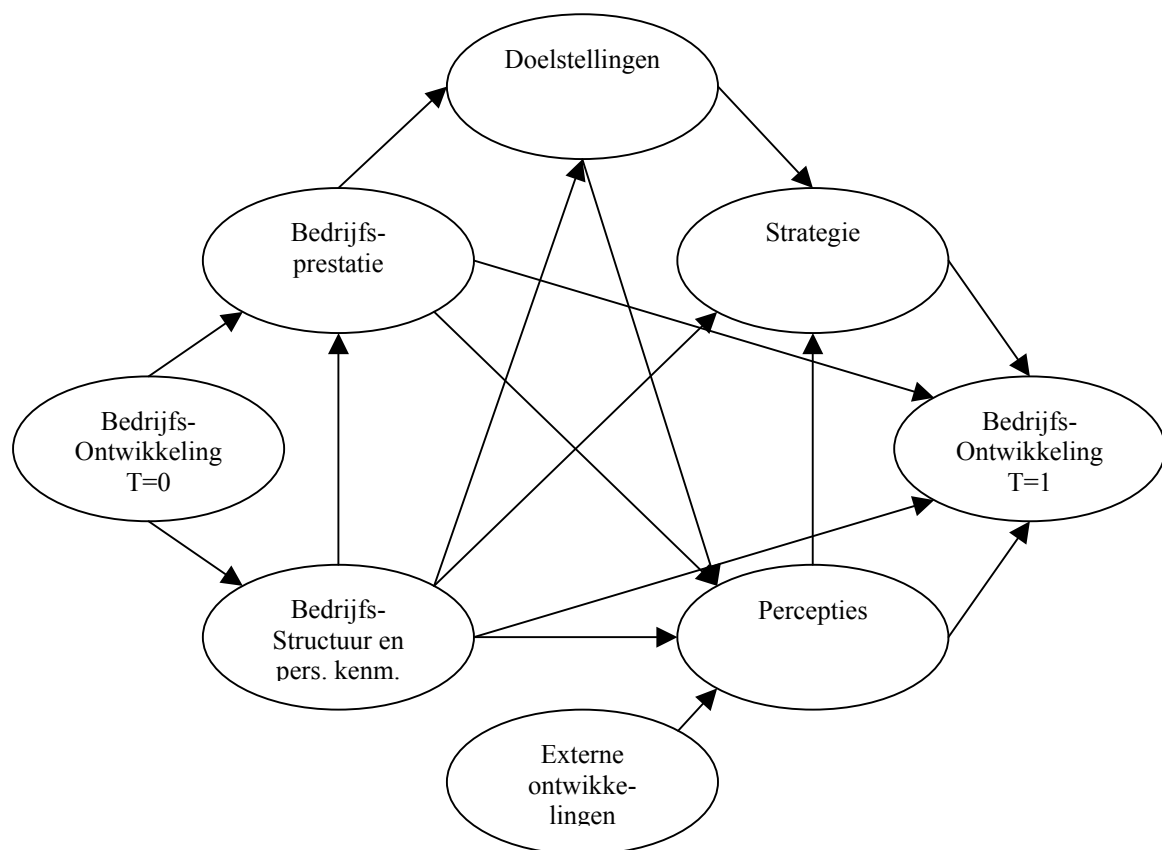 Doelstellingen
Bedrijfs-
prestatie
Strategie
Bedrijfs-
Ontwikkeling
T=0
Bedrijfs-
Ontwikkeling
T=1
Bedrijfs-
Structuur en
pers. kenm.
Percepties
Externe
ontwikke-
lingen